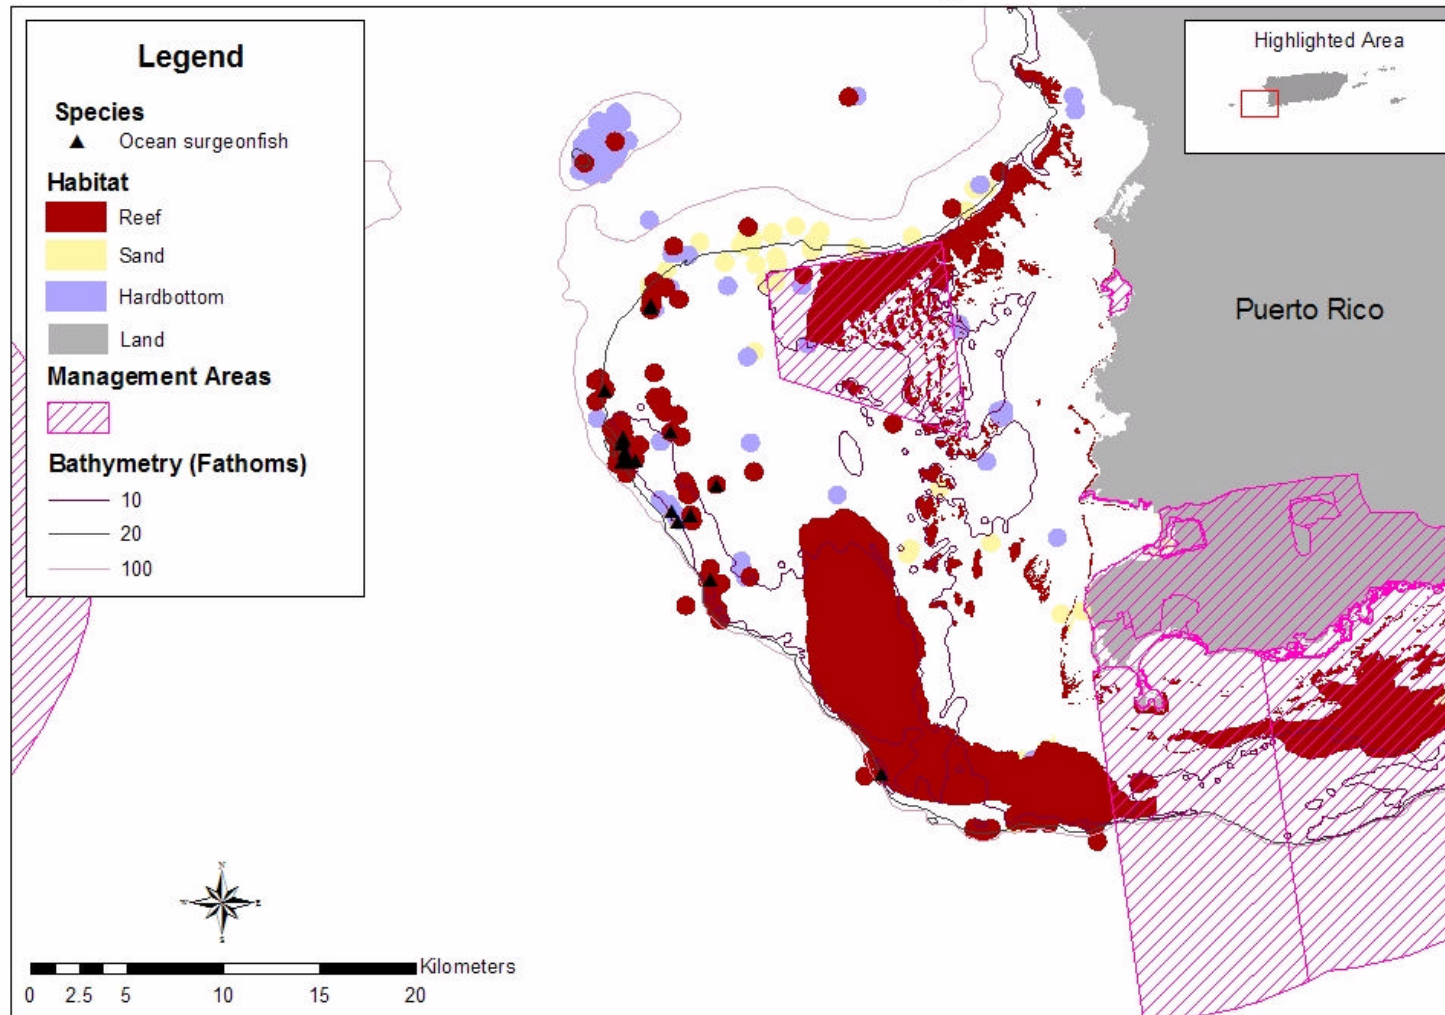 Legend
Species
Ocean surgeonfish
Habitat
Reef
Sand
Hardbottom
Land
Management Areas
Bathymetry (Fathoms)
10
20
100
Highlighted Area
Puerto Rico
N
W E
S
Kilometers
0 2.5 5 10 15 20